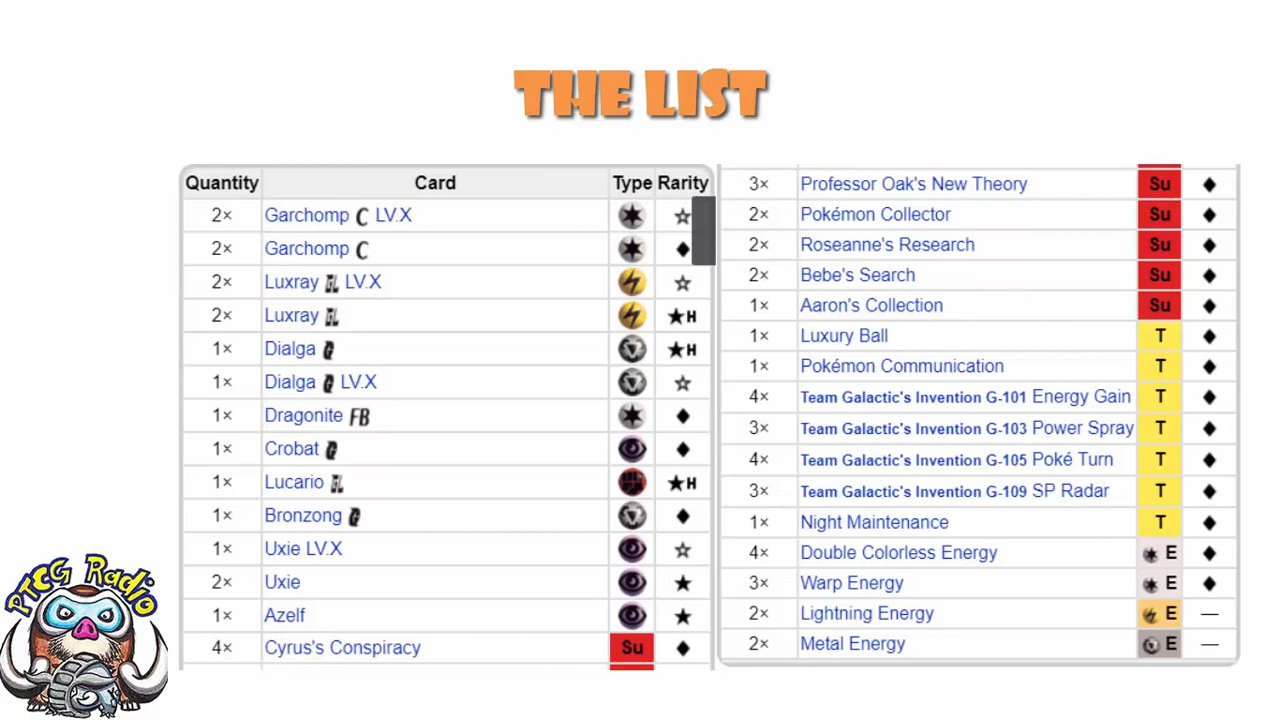 THE LIST
Quantity Card Type Rarity
2× Garchomp C LV.X
2× Garchomp C
2× Luxray GL LV.X
2× Luxray GL ★H
1× Dialga G ★H
1× Dialga G LV.X
1× Dragonite FB
1× Crobat G
1× Lucario GL ★H
1× Bronzong G
1× Uxie LV.X
2× Uxie
1× Azelf
4× Cyrus's Conspiracy Su
3× Professor Oak's New Theory Su
2× Pokémon Collector Su
2× Roseanne's Research Su
2× Bebe's Search Su
1× Aaron's Collection Su
1× Luxury Ball T
1× Pokémon Communication T
4× Team Galactic's Invention G-101 Energy Gain T
3× Team Galactic's Invention G-103 Power Spray T
4× Team Galactic's Invention G-105 Poké Turn T
3× Team Galactic's Invention G-109 SP Radar T
1× Night Maintenance T
4× Double Colorless Energy E
3× Warp Energy E
2× Lightning Energy E —
2× Metal Energy E —
PTCG Radio